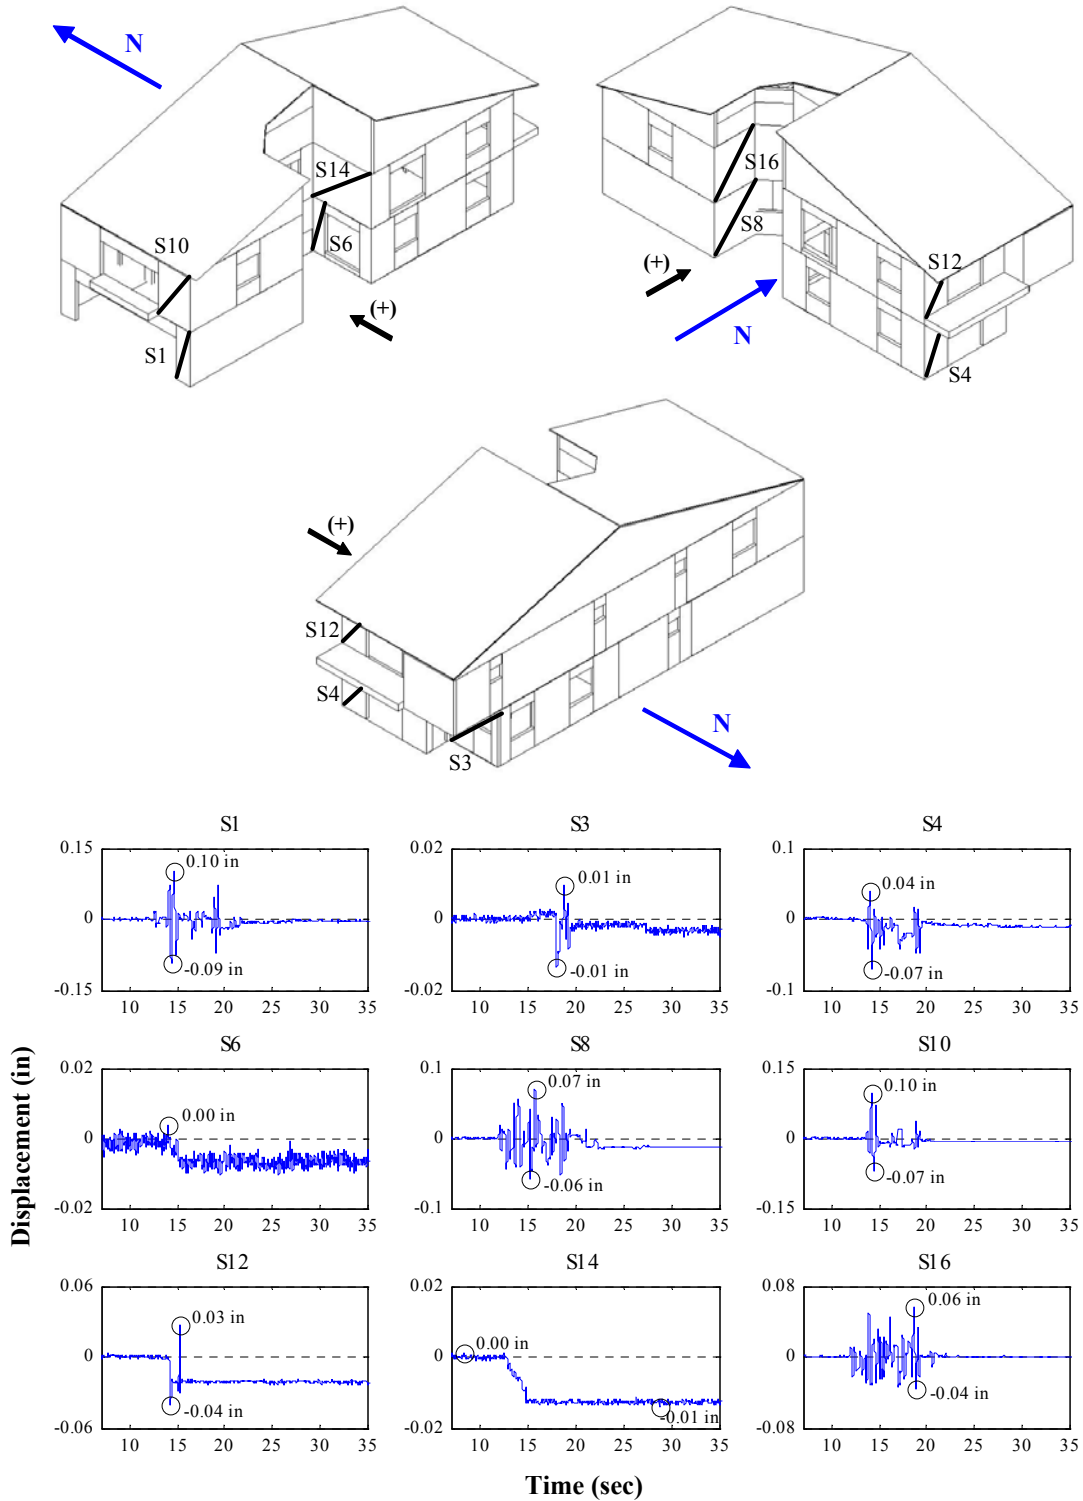 N
N
S14
S16
S6
S8
S10
(+)
S12
(+)
N
S1
S4
(+)
S12
S4
N
S3
S1
S3
S4
0.15
0.10 in
0
-0.09 in
-0.15
10 15 20 25 30 35
0.02
0.01 in
0
-0.01 in
-0.02
10 15 20 25 30 35
0.1
0.04 in
0
-0.07 in
-0.1
10 15 20 25 30 35
S6
S8
S10
0.02
0.00 in
0
-0.02
10 15 20 25 30 35
0.1
0.07 in
0
-0.06 in
-0.1
10 15 20 25 30 35
0.15
0.10 in
0
-0.07 in
-0.15
10 15 20 25 30 35
Displacement (in)
S12
S14
S16
0.06
0.03 in
0
-0.04 in
-0.06
10 15 20 25 30 35
0.02
0.00 in
0
-0.01 in
-0.02
10 15 20 25 30 35
0.08
0.06 in
0
-0.04 in
-0.08
10 15 20 25 30 35
Time (sec)